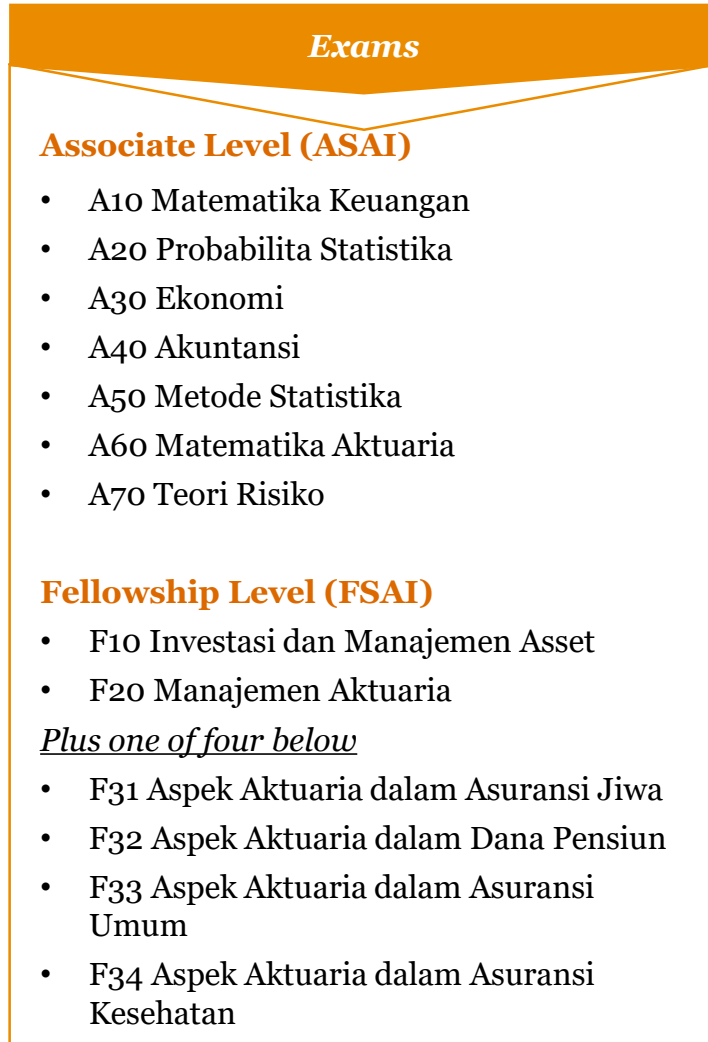 Exams
Associate Level (ASAI)
• A10 Matematika Keuangan
• A20 Probabilita Statistika
• A30 Ekonomi
• A40 Akuntansi
• A50 Metode Statistika
• A60 Matematika Aktuaria
• A70 Teori Risiko
Fellowship Level (FSAI)
• F10 Investasi dan Manajemen Asset
• F20 Manajemen Aktuaria
Plus one of four below
• F31 Aspek Aktuaria dalam Asuransi Jiwa
• F32 Aspek Aktuaria dalam Dana Pensiun
• F33 Aspek Aktuaria dalam Asuransi
Umum
• F34 Aspek Aktuaria dalam Asuransi
Kesehatan